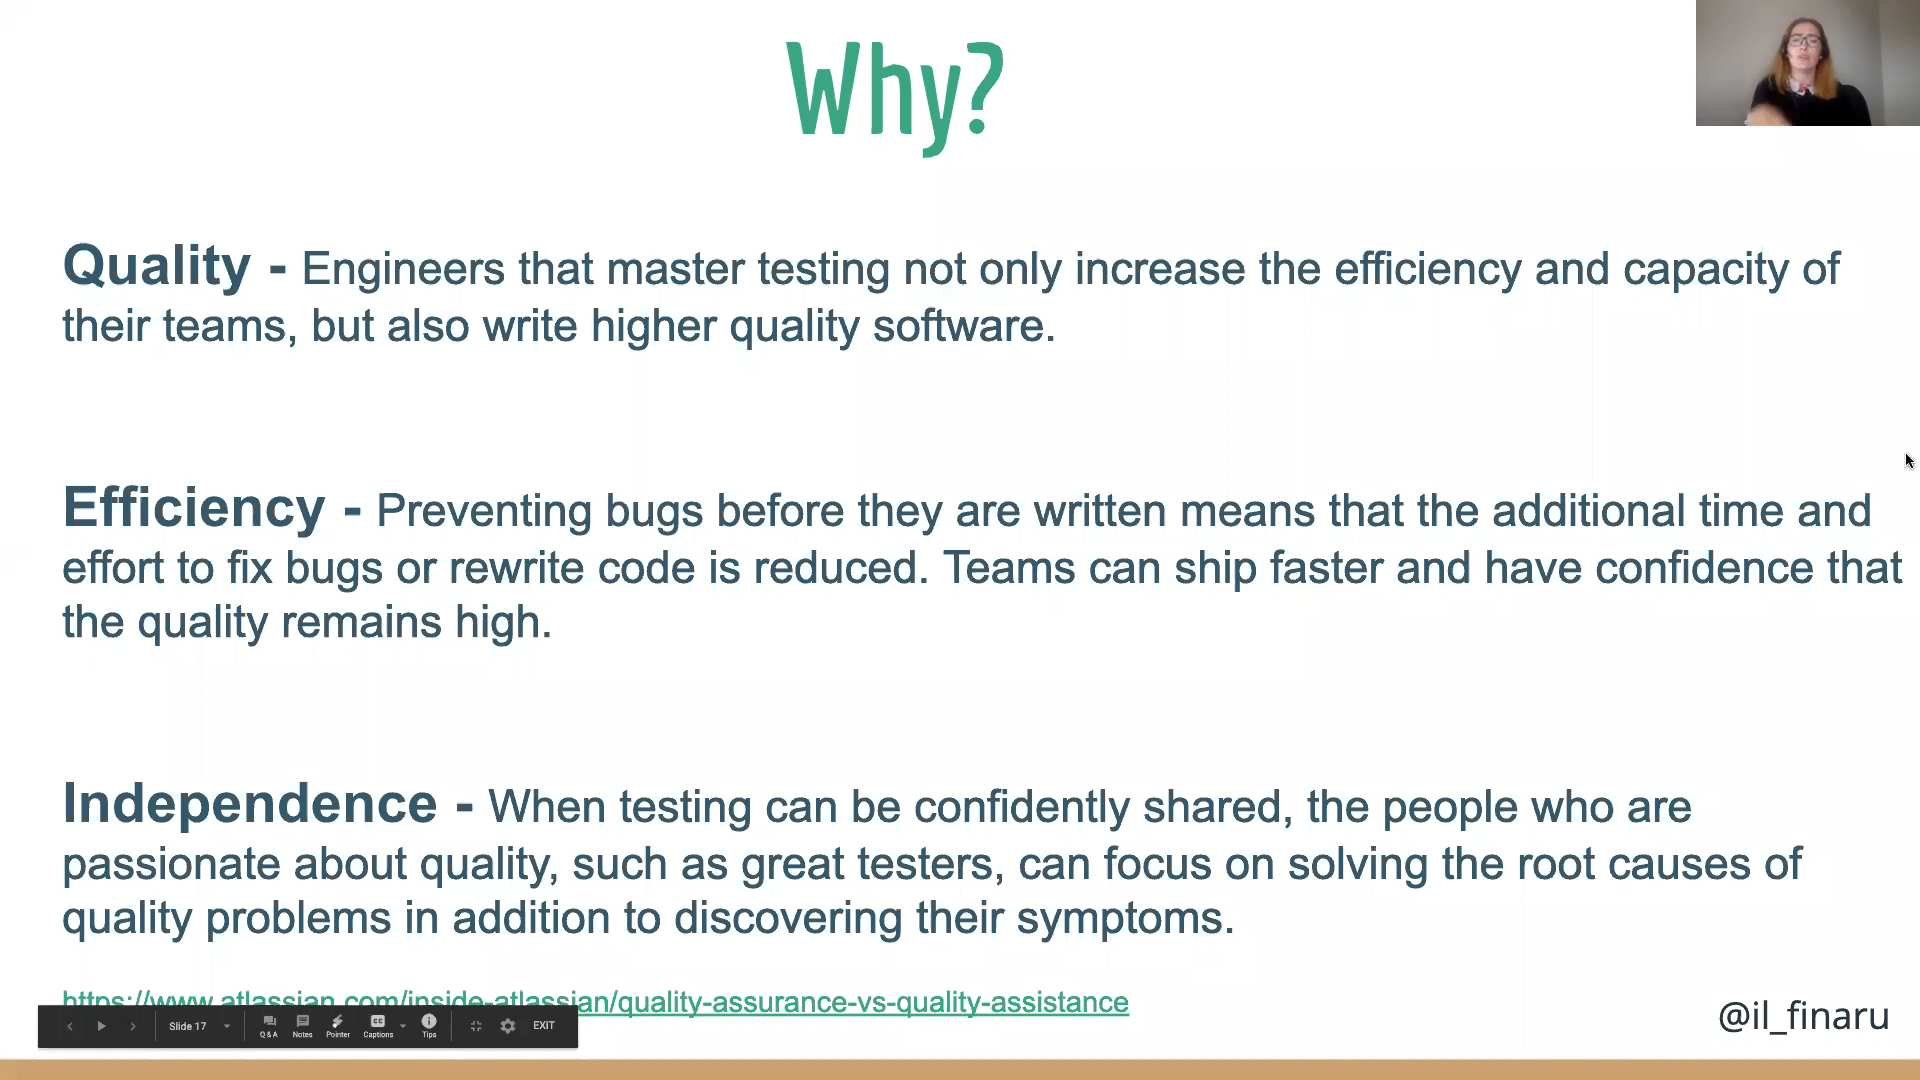 Why?
Quality - Engineers that master testing not only increase the efficiency and capacity of
their teams, but also write higher quality software.
Efficiency - Preventing bugs before they are written means that the additional time and
effort to fix bugs or rewrite code is reduced. Teams can ship faster and have confidence that
the quality remains high.
Independence - When testing can be confidently shared, the people who are
passionate about quality, such as great testers, can focus on solving the root causes of
quality problems in addition to discovering their symptoms.
https://www.atlassian.com/inside-atlassian/quality-assurance-vs-quality-assistance
@il_finaru
Slide 17 Q & A Notes Pointer Captions Tips EXIT